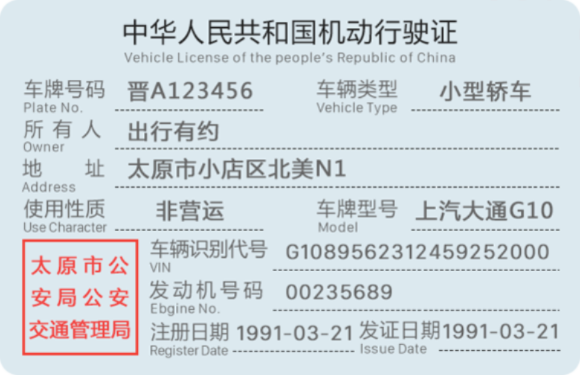 中华人民共和国机动行驶证
Vehicle License of the people's Republic of China
车牌号码 晋A123456 车辆类型 小型轿车
Plate No. Vehicle Type
所有人 出行有约
Owner
地址 太原市小店区北美N1
Address
使用性质 非营运 车牌型号 上汽大通G10
Use Character Model
太原市公
安局公安
交通管理局
车辆识别代号 G1089562312459252000
VIN
发动机号码 00235689
Ebgine No.
注册日期 1991-03-21 发证日期 1991-03-21
Register Date Issue Date